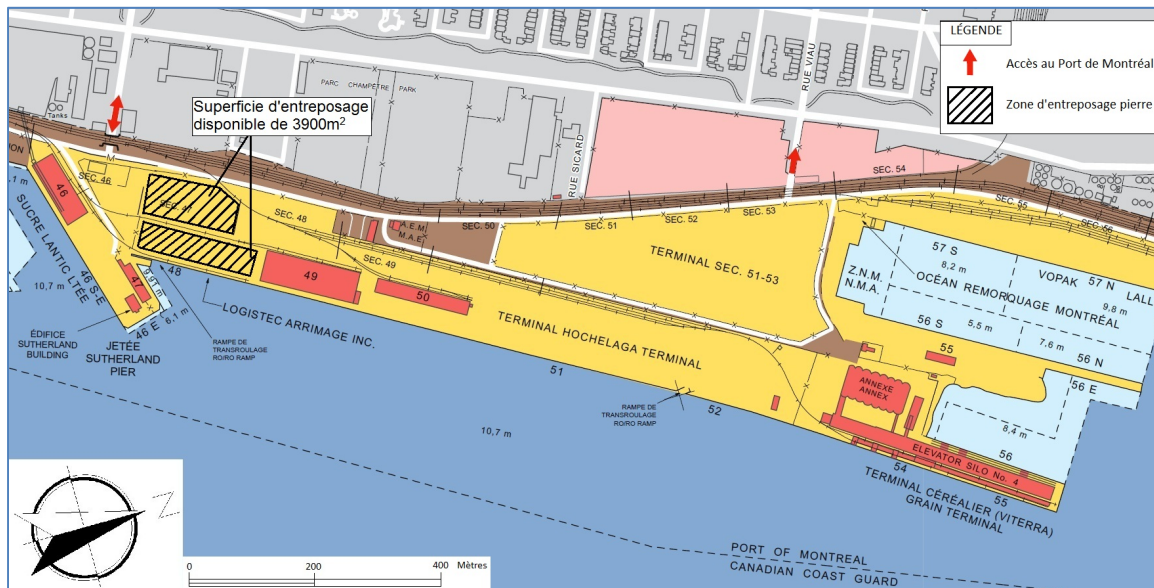 LÉGENDE
Accès au Port de Montréal
Zone d'entreposage pierre
Superficie d'entreposage
disponible de 3900m²
PARC CHAMPÊTRE PARK
RUE VIAU
RUE SICARD
Tanks
M
SEC. 46
SEC. 47
SEC. 48
SEC. 49
SEC. 50
SEC. 51
SEC. 52
SEC. 53
SEC. 54
SEC. 55
SEC. 56
A.E.M.
M.A.E.
46
47
48
49
50
51
52
SUCRE LANTIC LTÉE
46 S-E
46 E
9,91 m
6,1 m
10,7 m
ÉDIFICE
SUTHERLAND
BUILDING
JETÉE
SUTHERLAND
PIER
RAMPE DE
TRANSROULAGE
RO/RO RAMP
LOGISTEC ARRIMAGE INC.
TERMINAL HOCHELAGA TERMINAL
TERMINAL SEC. 51-53
RAMPE DE
TRANSROULAGE
RO/RO RAMP
10,7 m
57 S
8,2 m
Z.N.M.
N.M.A.
VOPAK
57 N
LALL
9,8 m
OCÉAN REMORQUAGE MONTRÉAL
56 S
5,5 m
7,6 m
56 N
56 E
55
ANNEXE
ANNEX
8,4 m
56
ELEVATOR SILO No. 4
54
55
TERMINAL CÉRÉALIER (VITERRA)
GRAIN TERMINAL
PORT OF MONTREAL
CANADIAN COAST GUARD
N
0 200 400 Mètres